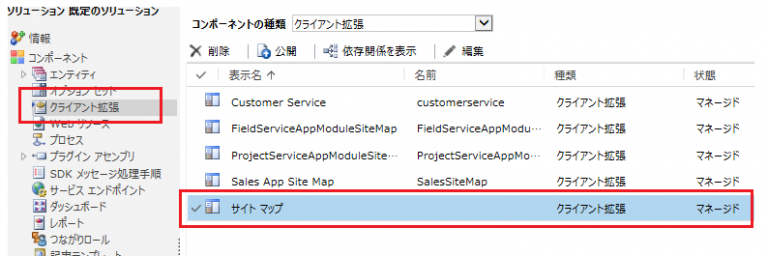 ソリューション 既定のソリューション
情報
コンポーネント
エンティティ
オプション セット
クライアント拡張
Web リソース
プロセス
プラグイン アセンブリ
SDK メッセージ処理手順
サービス エンドポイント
ダッシュボード
レポート
つながりロール
記事テンプレート
コンポーネントの種類 クライアント拡張
削除 公開 依存関係を表示 編集
表示名 ↑ 名前 種類 状態
Customer Service customerservice クライアント拡張 マネージド
FieldServiceAppModuleSiteMap FieldServiceAppModu... クライアント拡張 マネージド
ProjectServiceAppModuleSite... ProjectServiceAppMo... クライアント拡張 マネージド
Sales App Site Map SalesSiteMap クライアント拡張 マネージド
サイト マップ クライアント拡張 マネージド